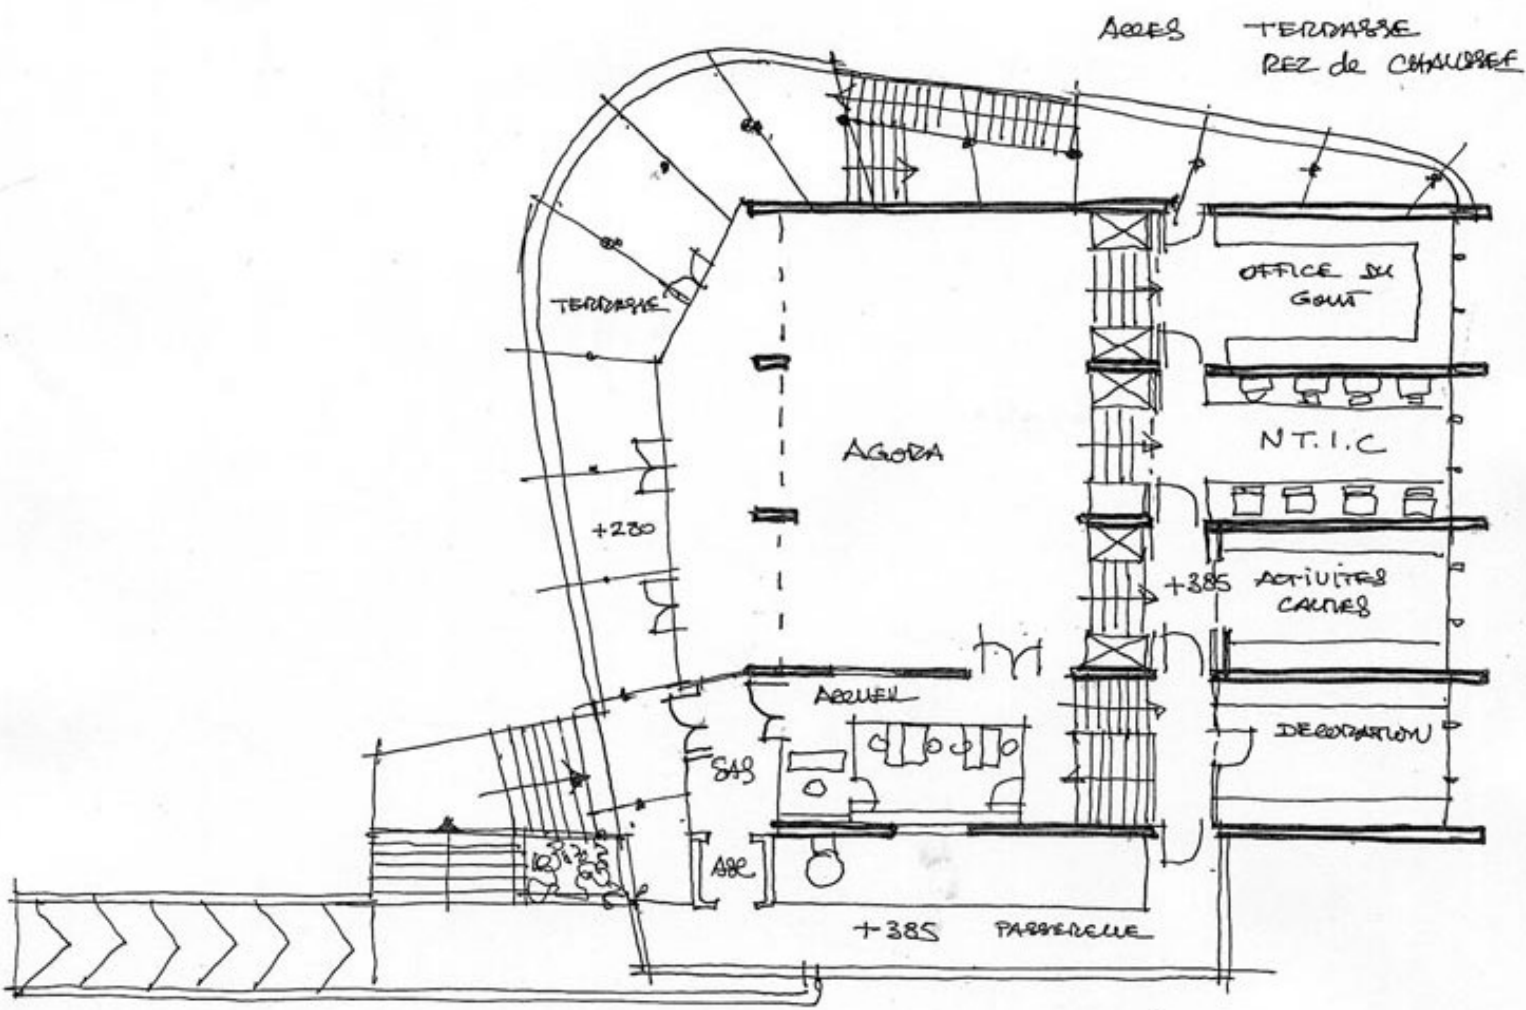 ACCES TERRASSE
REZ de CHAUSSEE
OFFICE DU
GOUT
TERRASSE
AGORA
N.T.I.C
+280
+385
ACTIVITES
CALMES
ACCUEIL
DECORATION
SAS
ASC
+385 PASSERELLE